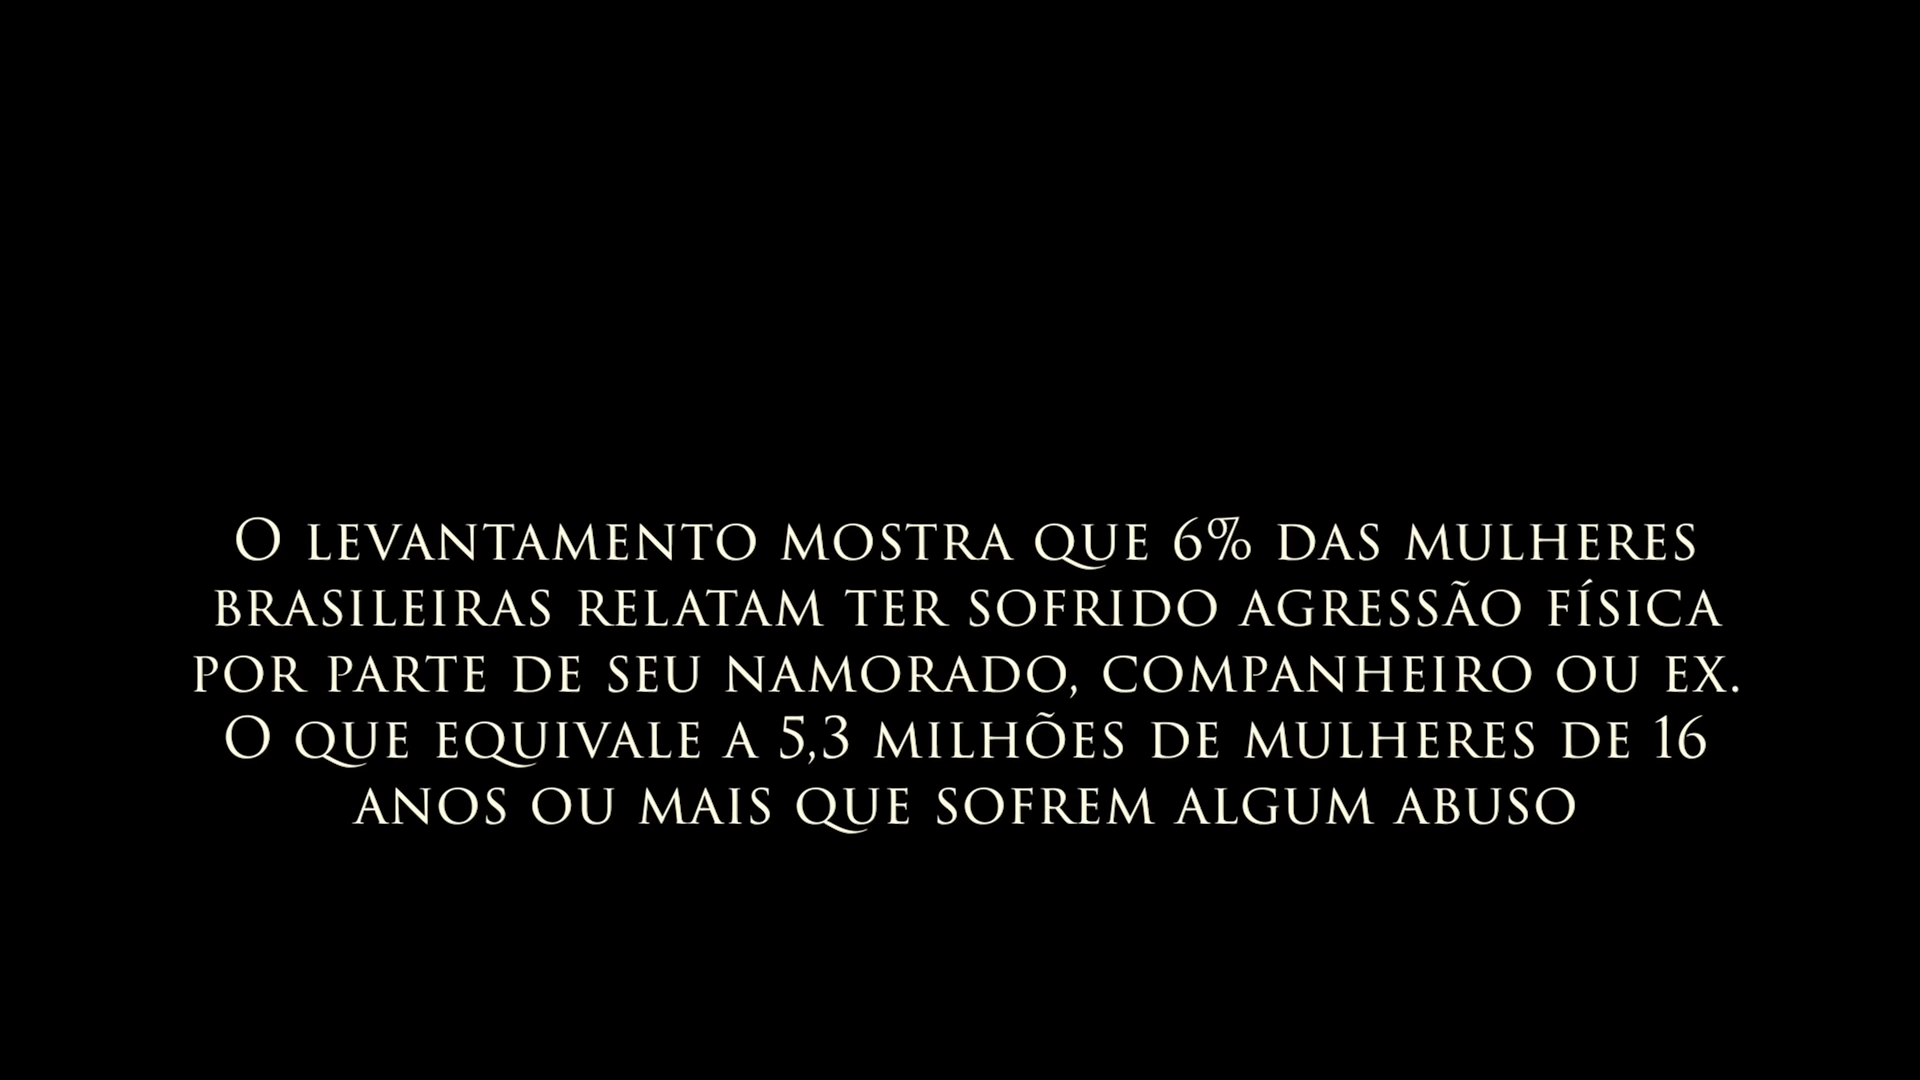 O levantamento mostra que 6% das mulheres
brasileiras relatam ter sofrido agressão física
por parte de seu namorado, companheiro ou ex.
O que equivale a 5,3 milhões de mulheres de 16
anos ou mais que sofrem algum abuso